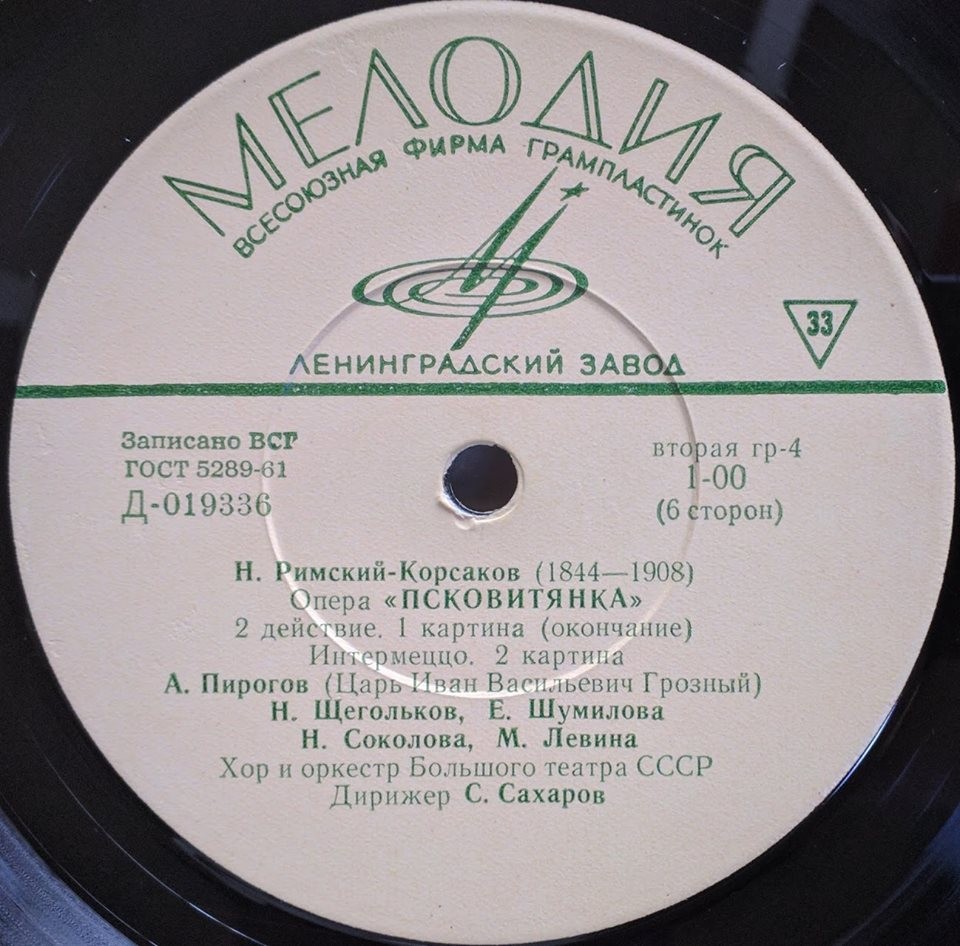 МЕЛОДИЯ
ВСЕСОЮЗНАЯ ФИРМА ГРАМПЛАСТИНОК
33
ЛЕНИНГРАДСКИЙ ЗАВОД
Записано ВСГ
ГОСТ 5289-61
Д-019336
вторая гр-4
1-00
(6 сторон)
Н. Римский-Корсаков (1844—1908)
Опера «ПСКОВИТЯНКА»
2 действие. 1 картина (окончание)
Интермеццо. 2 картина
А. Пирогов (Царь Иван Васильевич Грозный)
Н. Щегольков, Е. Шумилова
Н. Соколова, М. Левина
Хор и оркестр Большого театра СССР
Дирижер С. Сахаров